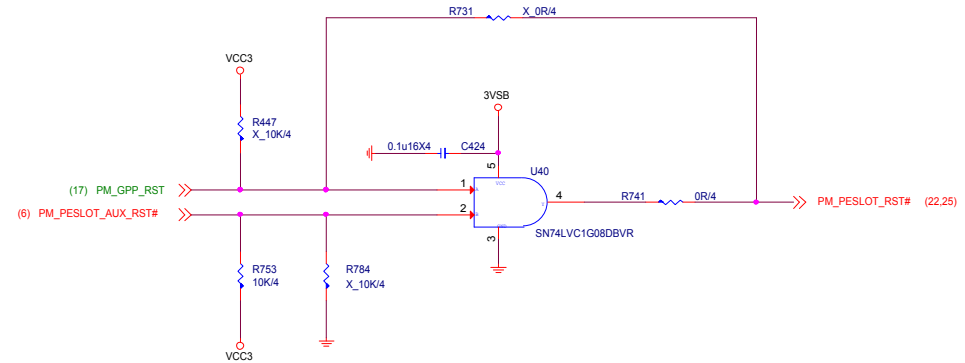 R731 X_0R/4
VCC3
3VSB
R447
X_10K/4
0.1u16X4 C424
5
U40
VCC
(17) PM_GPP_RST
1
4
R741 0R/4
PM_PESLOT_RST# (22,25)
(6) PM_PESLOT_AUX_RST#
2
SN74LVC1G08DBVR
3
R753
10K/4
R784
X_10K/4
VCC3